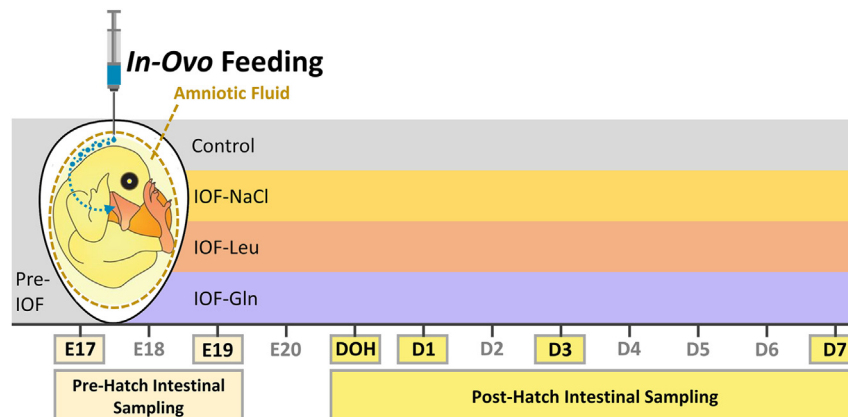 In-Ovo Feeding
Amniotic Fluid
Control
IOF-NaCl
IOF-Leu
Pre-
IOF
IOF-Gln
E17 E18 E19 E20 DOH D1 D2 D3 D4 D5 D6 D7
Pre-Hatch Intestinal
Sampling
Post-Hatch Intestinal Sampling